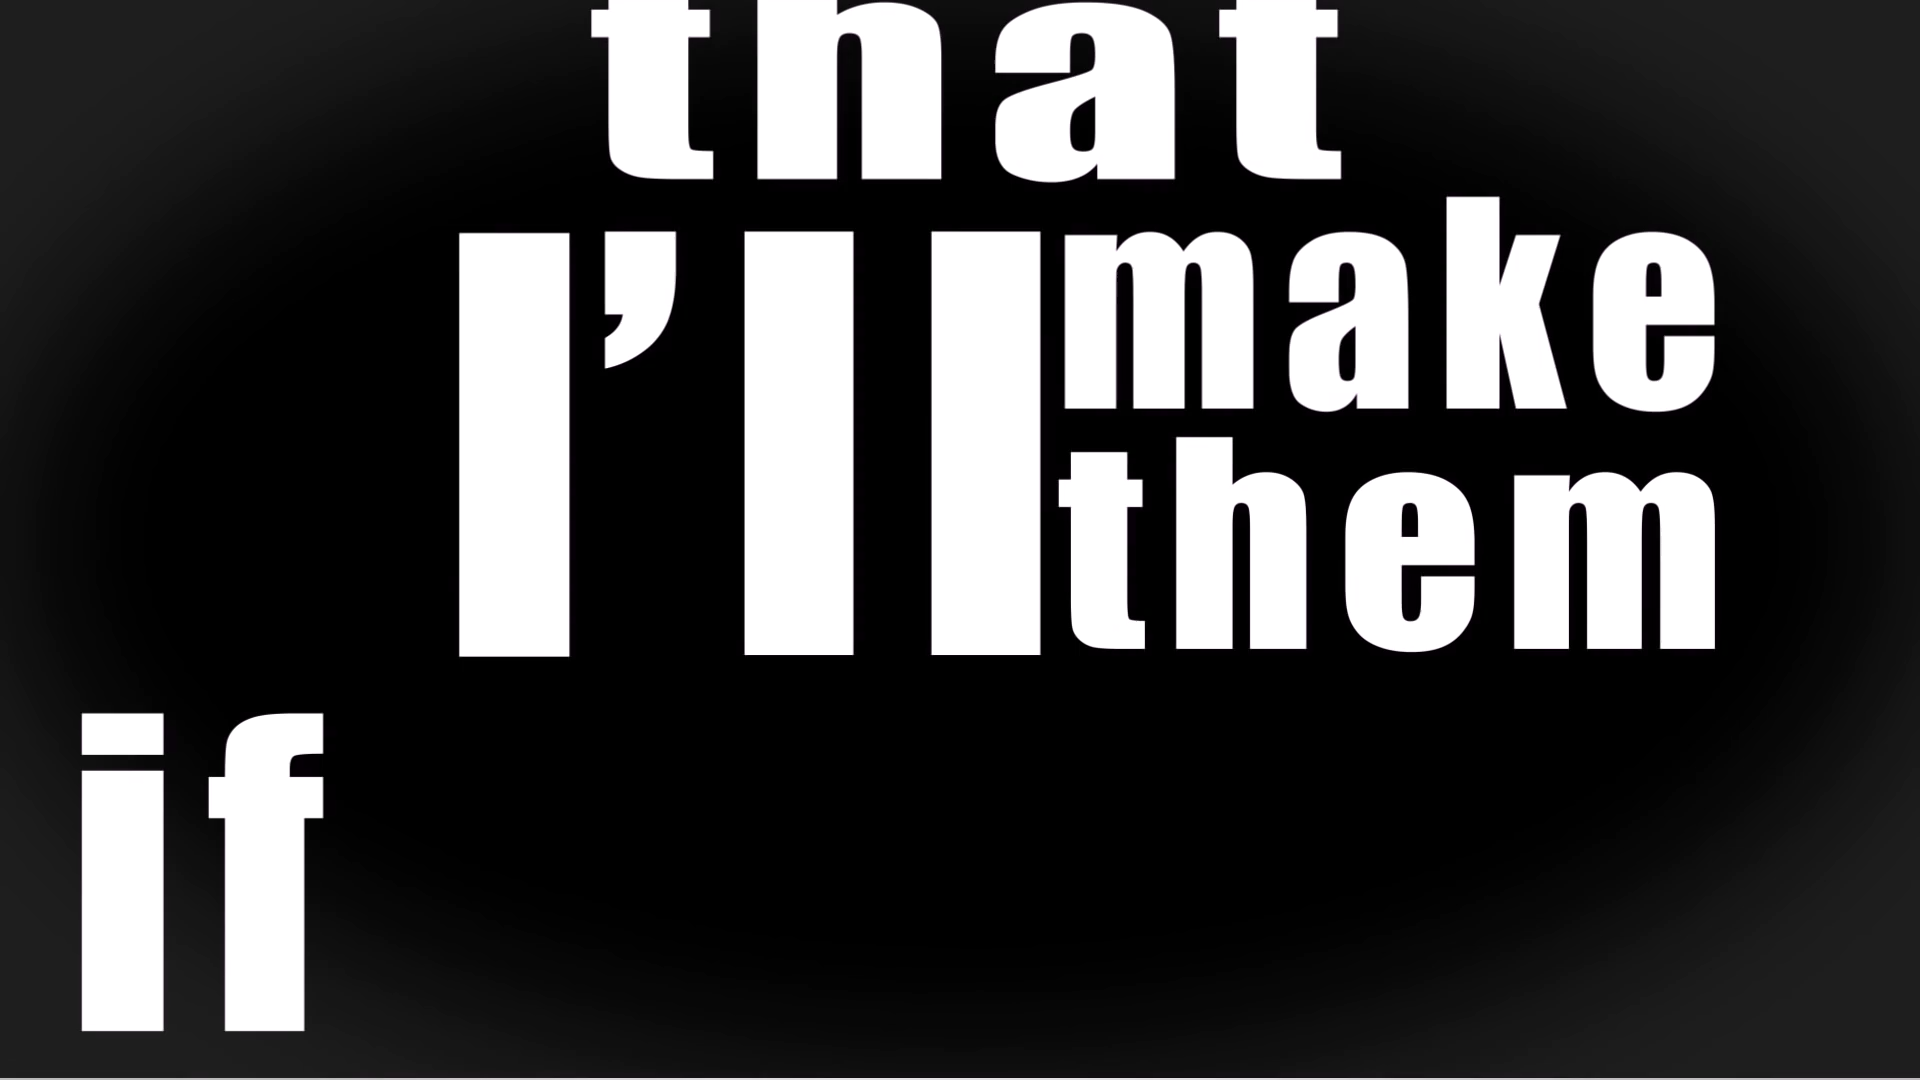 that
I’ll make
them
if